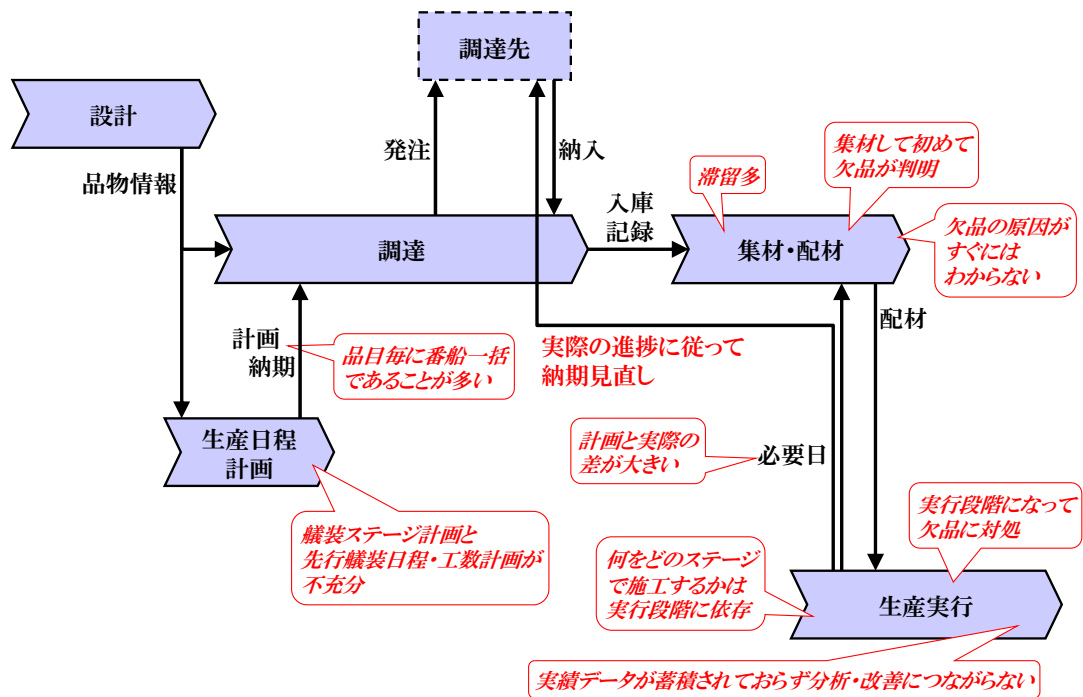 調達先
設計
発注
納入
品物情報
集材して初めて
欠品が判明
滞留多
入庫
記録
欠品の原因が
すぐには
わからない
調達
集材・配材
計画
納期
品目毎に番船一括
であることが多い
実際の進捗に従って
納期見直し
配材
生産日程
計画
計画と実際の
差が大きい
必要日
艤装ステージ計画と
先行艤装日程・工数計画が
不充分
実行段階になって
欠品に対処
何をどのステージ
で施工するかは
実行段階に依存
生産実行
実績データが蓄積されておらず分析・改善につながらない